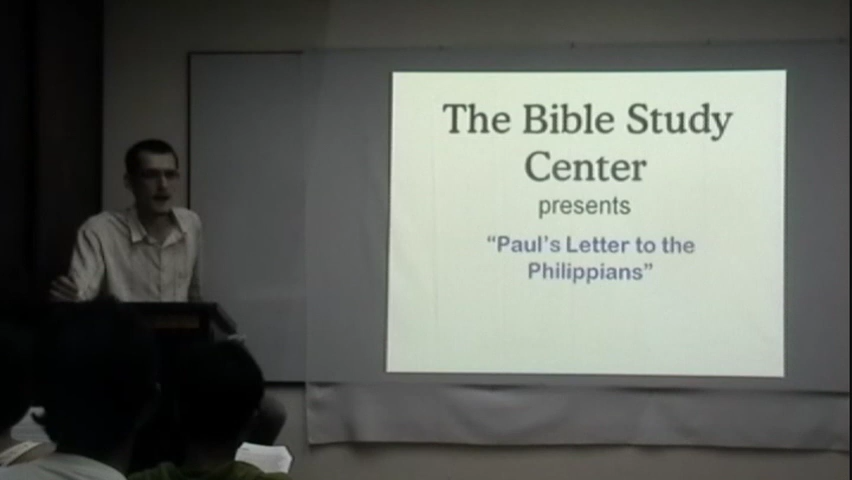 The Bible Study
Center
presents
“Paul’s Letter to the
Philippians”